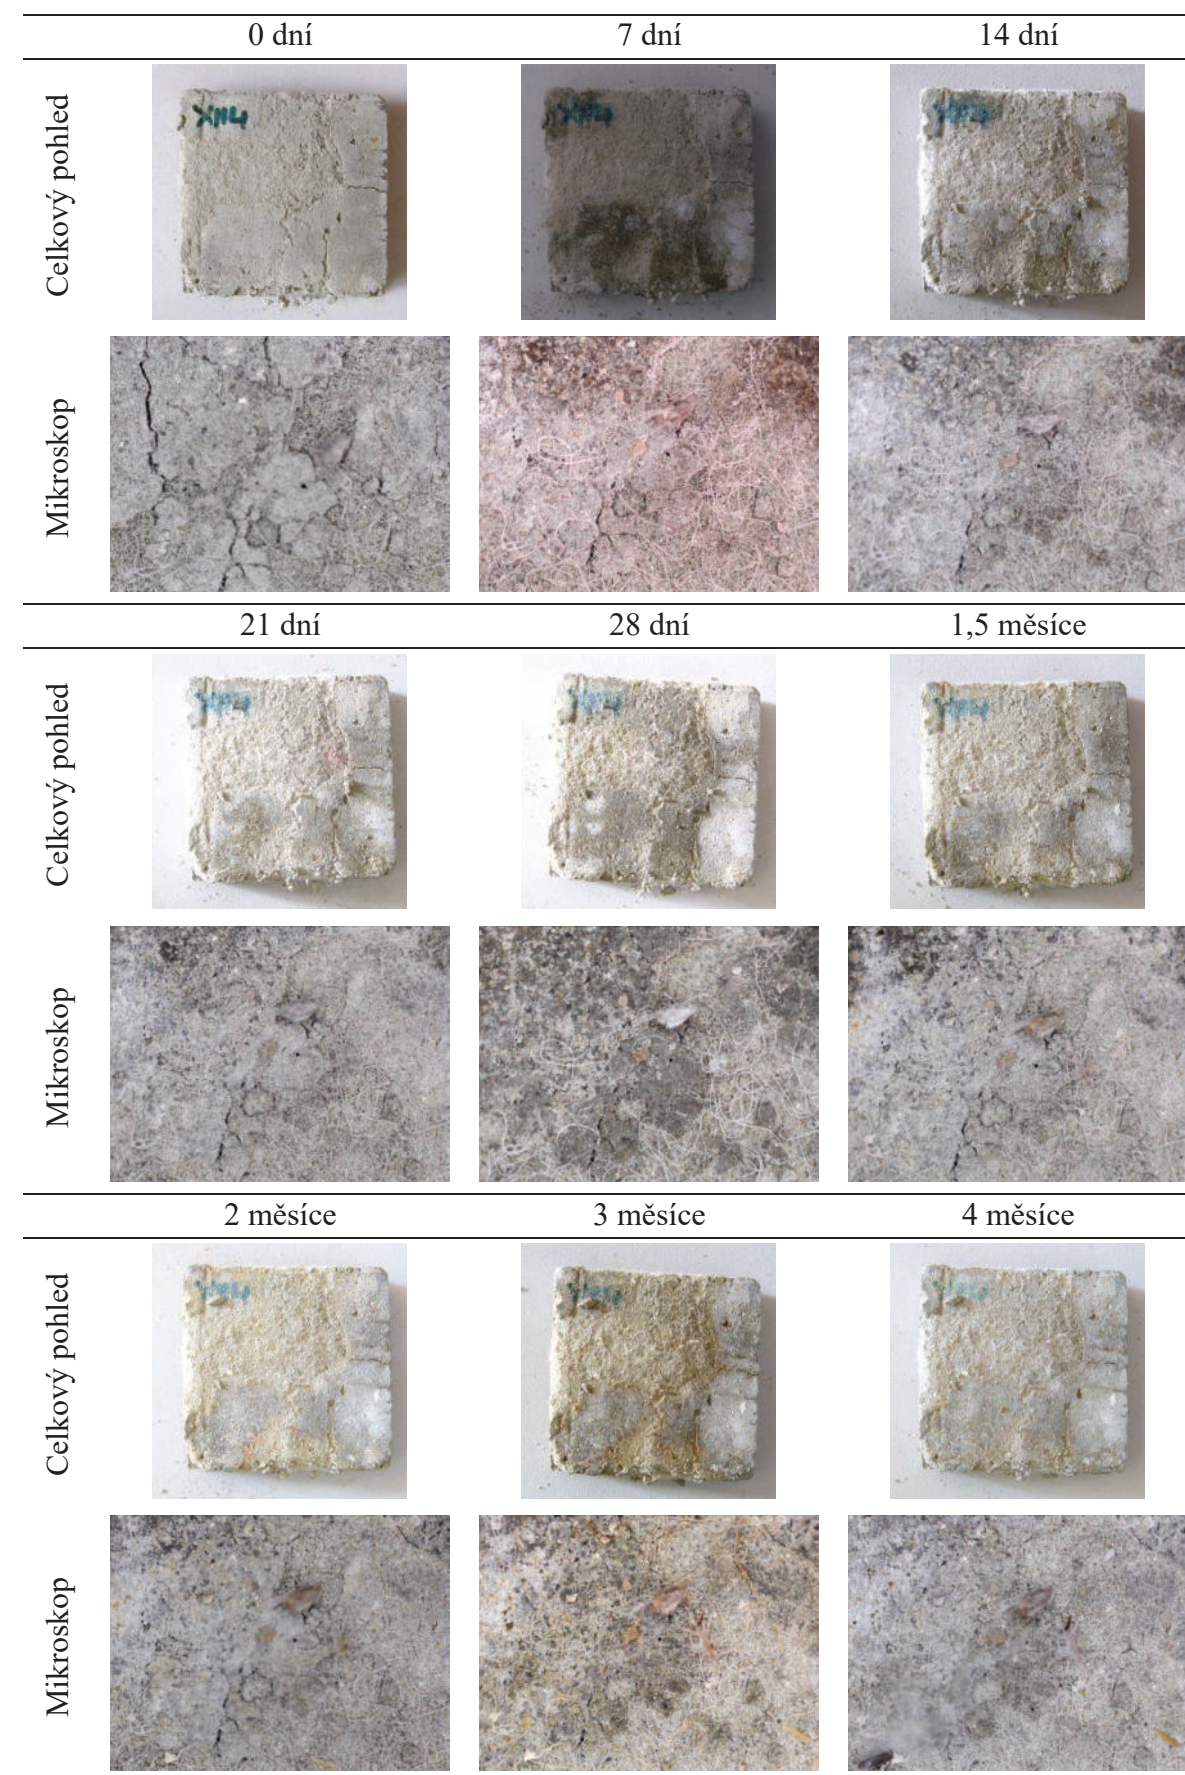 0 dní 7 dní 14 dní
Celkový pohled
XM4
Mikroskop
21 dní 28 dní 1,5 měsíce
Celkový pohled
Mikroskop
2 měsíce 3 měsíce 4 měsíce
Celkový pohled
Mikroskop